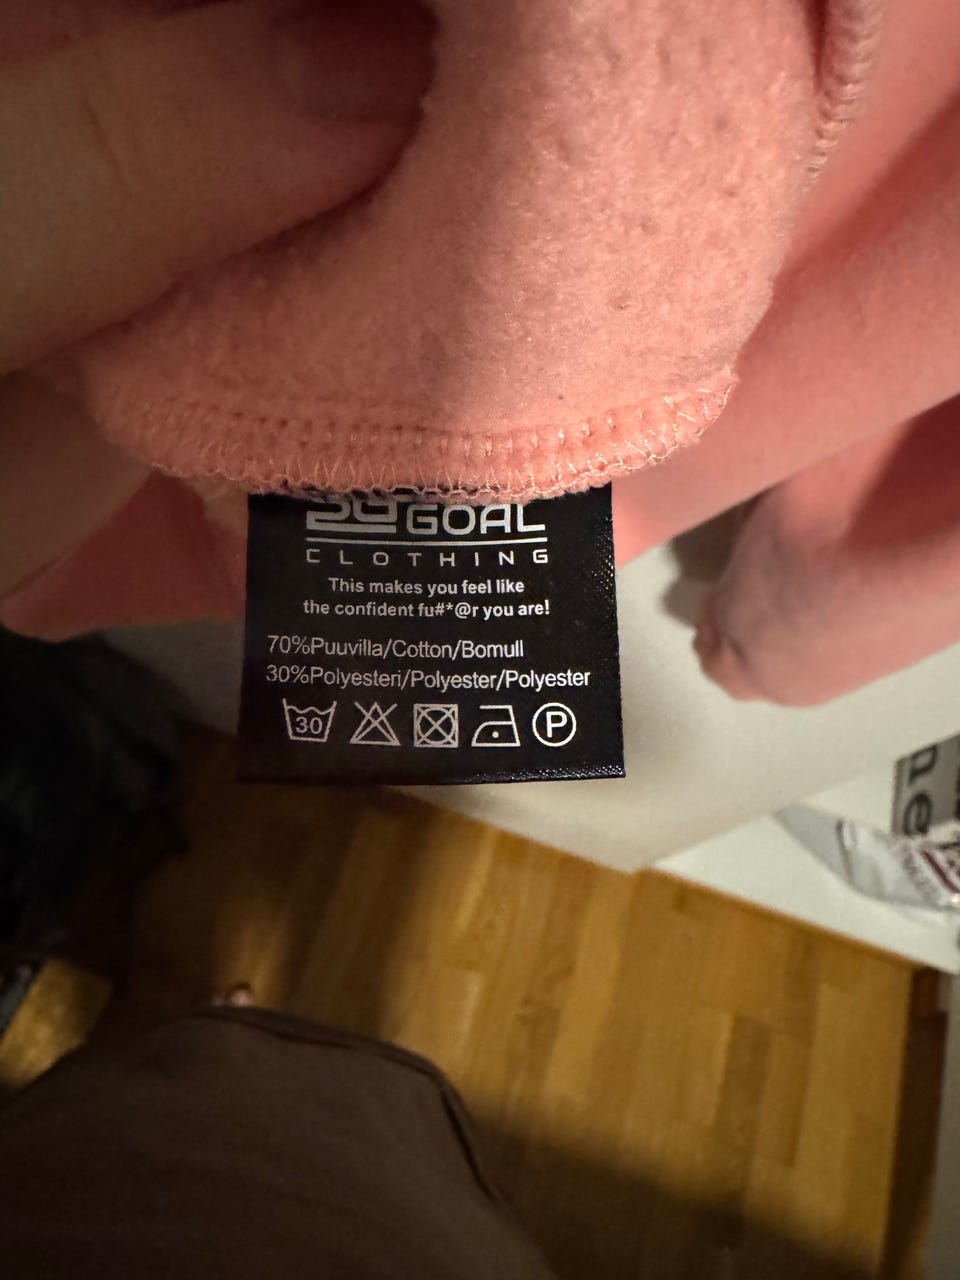 GOAL
CLOTHING
This makes you feel like
the confident fu#*@r you are!
70%Puuvilla/Cotton/Bomull
30%Polyesteri/Polyester/Polyester
30 P
ne